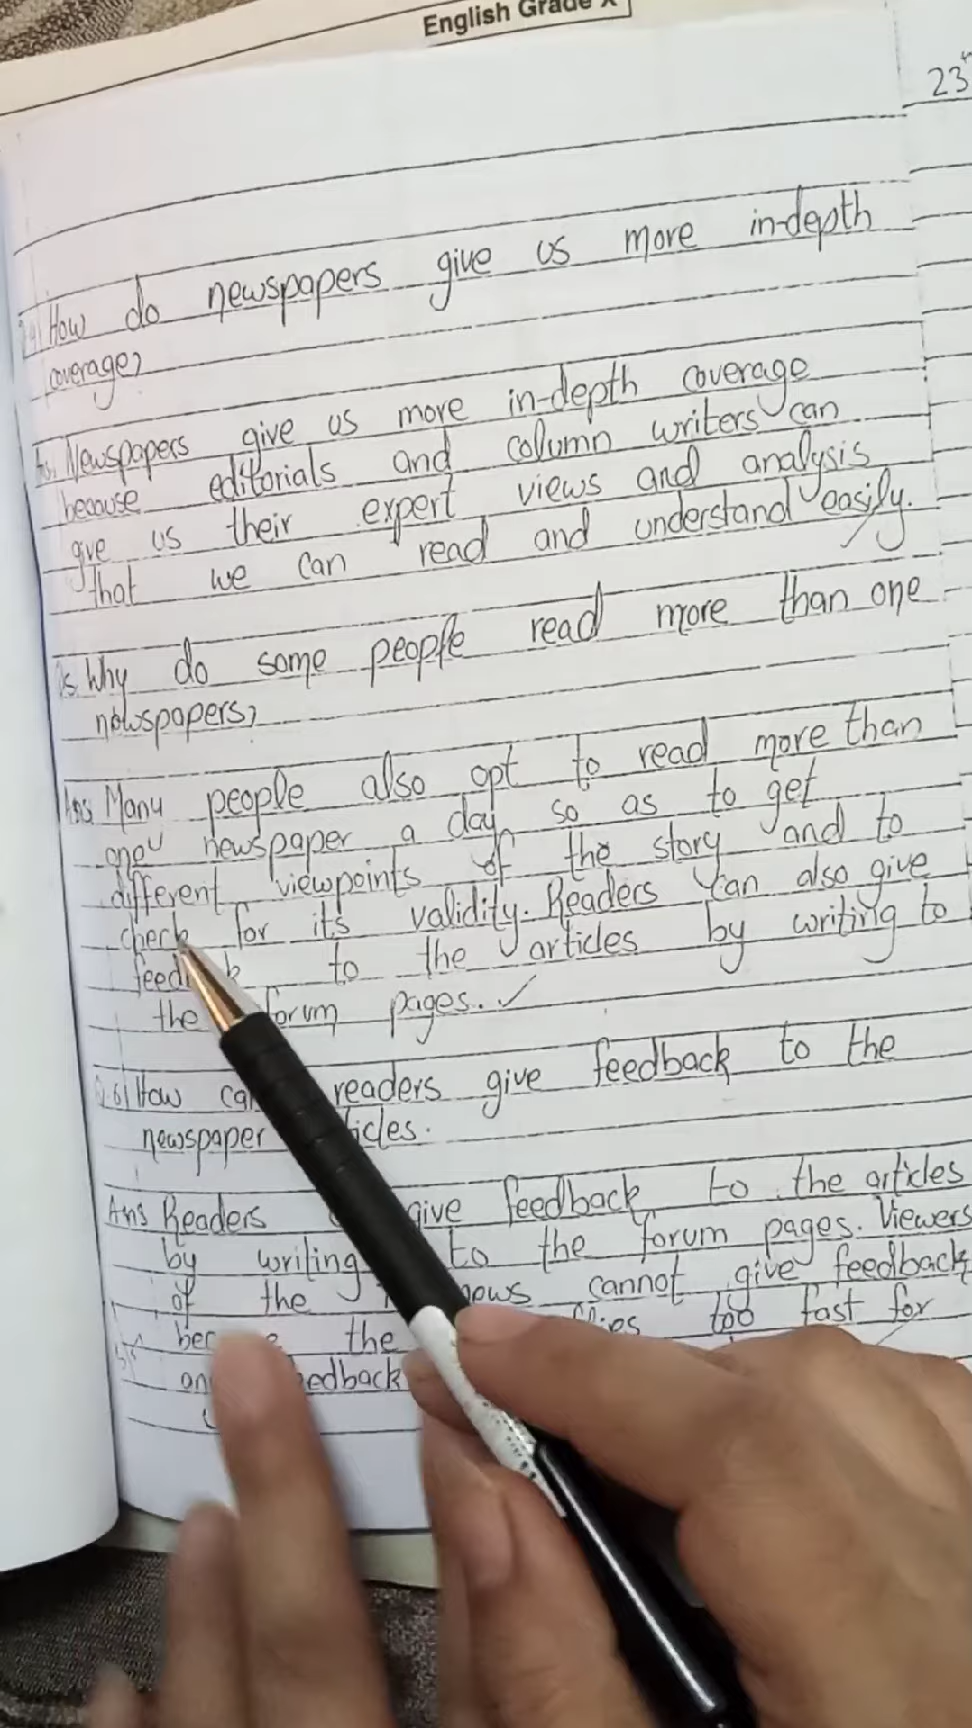 English Grade X
23
Q4 How do newspapers give us more in-depth
coverage?
Ans. Newspapers give us more in-depth coverage
because editorials and column writers can
give us their expert views and analysis
that we can read and understand easily.
Q5 Why do some people read more than one
newspapers?
Ans Many people also opt to read more than
one newspaper a day so as to get
different viewpoints of the story and to
check for its validity. Readers can also give
to the articles by writing to
the forum pages.
Q.6 How readers give feedback to the
newspaper
Ans Readers give feedback to the articles
by writing to the forum pages. Viewers
of the news cannot give feedback
the too fast for